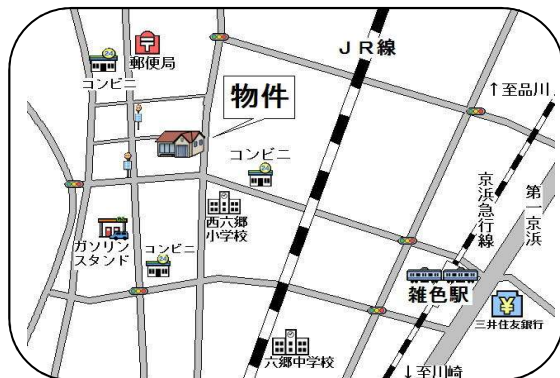 JR線
郵便局
コンビニ
↑至品川
物件
コンビニ
京浜急行線
第一京浜
西六郷
小学校
ガソリン
スタンド
コンビニ
雑色駅
三井住友銀行
六郷中学校
↓至川崎